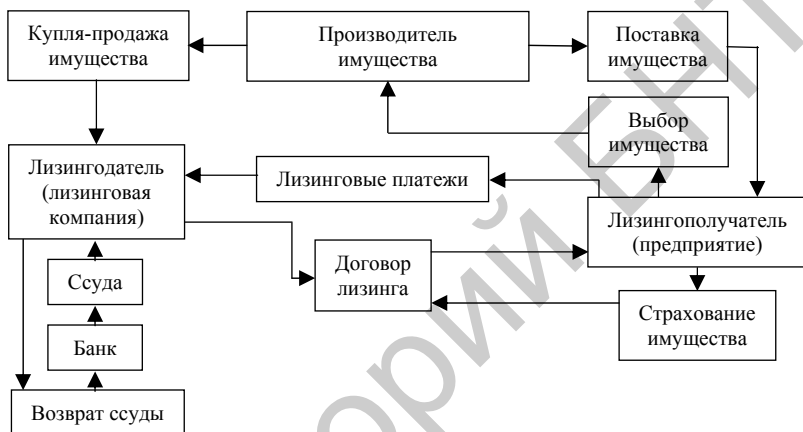 Купля-продажа
имущества
Производитель
имущества
Поставка
имущества
Выбор
имущества
Лизингодатель
(лизинговая
компания)
Лизинговые платежи
Лизингополучатель
(предприятие)
Договор
лизинга
Ссуда
Страхование
имущества
Банк
Возврат ссуды